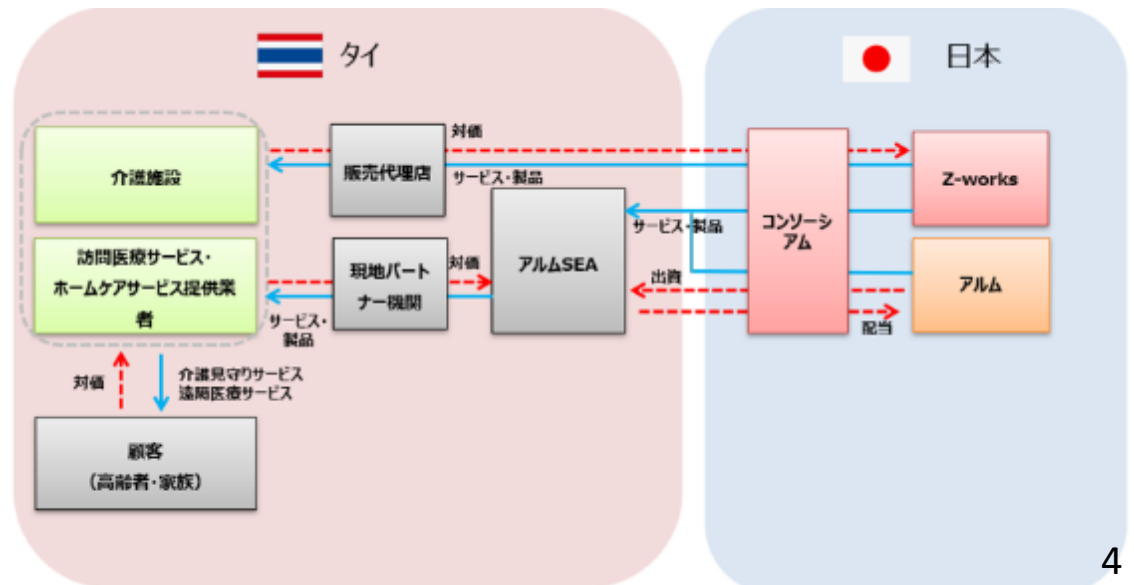 タイ
日本
介護施設
販売代理店
対価
サービス・製品
コンソーシ
アム
Z-works
訪問医療サービス・
ホームケアサービス提供業
者
現地パート
ナー機関
対価
サービス・
製品
アルムSEA
サービス・製品
出資
配当
アルム
対価
介護見守りサービス
遠隔医療サービス
顧客
(高齢者・家族)
4